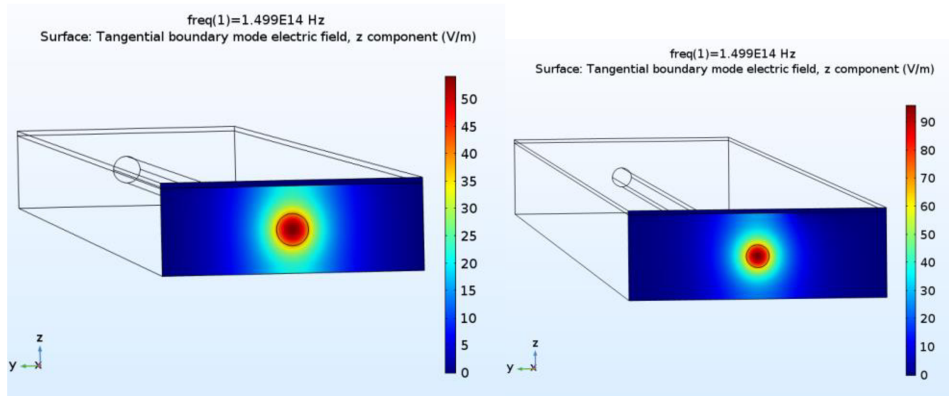 freq(1)=1.499E14 Hz
Surface: Tangential boundary mode electric field, z component (V/m)
50
45
40
35
30
25
20
15
10
5
0
z
y
x
freq(1)=1.499E14 Hz
Surface: Tangential boundary mode electric field, z component (V/m)
90
80
70
60
50
40
30
20
10
0
z
y
x